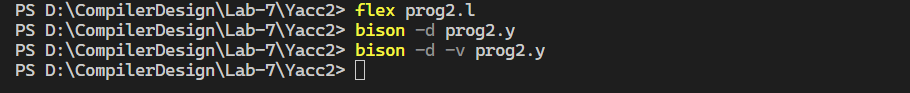 PS D:\CompilerDesign\Lab-7\Yacc2> flex prog2.l
PS D:\CompilerDesign\Lab-7\Yacc2> bison -d prog2.y
PS D:\CompilerDesign\Lab-7\Yacc2> bison -d -v prog2.y
PS D:\CompilerDesign\Lab-7\Yacc2>